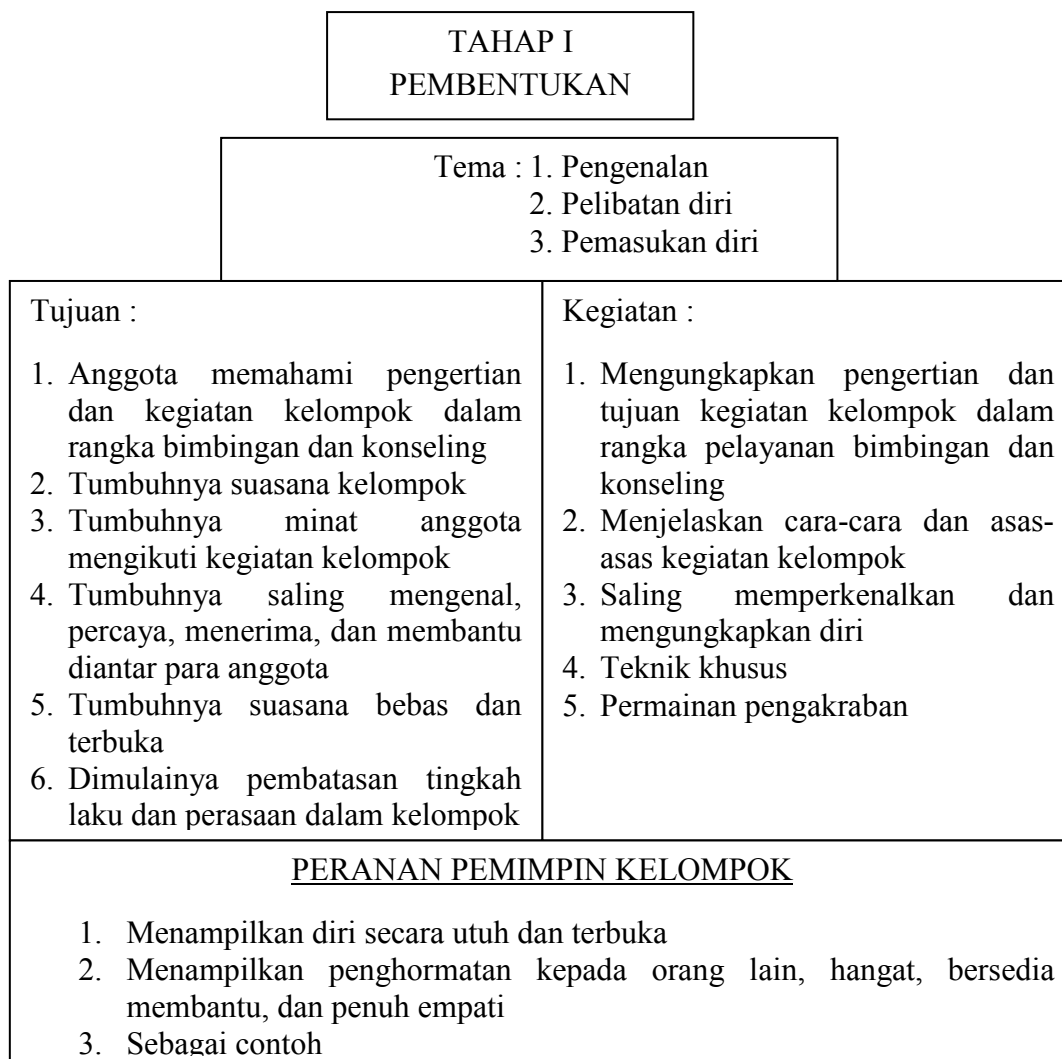 TAHAP I
PEMBENTUKAN
Tema : 1. Pengenalan
2. Pelibatan diri
3. Pemasukan diri
Tujuan :
1. Anggota memahami pengertian
dan kegiatan kelompok dalam
rangka bimbingan dan konseling
2. Tumbuhnya suasana kelompok
3. Tumbuhnya minat anggota
mengikuti kegiatan kelompok
4. Tumbuhnya saling mengenal,
percaya, menerima, dan membantu
diantar para anggota
5. Tumbuhnya suasana bebas dan
terbuka
6. Dimulainya pembatasan tingkah
laku dan perasaan dalam kelompok
Kegiatan :
1. Mengungkapkan pengertian dan
tujuan kegiatan kelompok dalam
rangka pelayanan bimbingan dan
konseling
2. Menjelaskan cara-cara dan asas-
asas kegiatan kelompok
3. Saling memperkenalkan dan
mengungkapkan diri
4. Teknik khusus
5. Permainan pengakraban
PERANAN PEMIMPIN KELOMPOK
1. Menampilkan diri secara utuh dan terbuka
2. Menampilkan penghormatan kepada orang lain, hangat, bersedia
membantu, dan penuh empati
3. Sebagai contoh